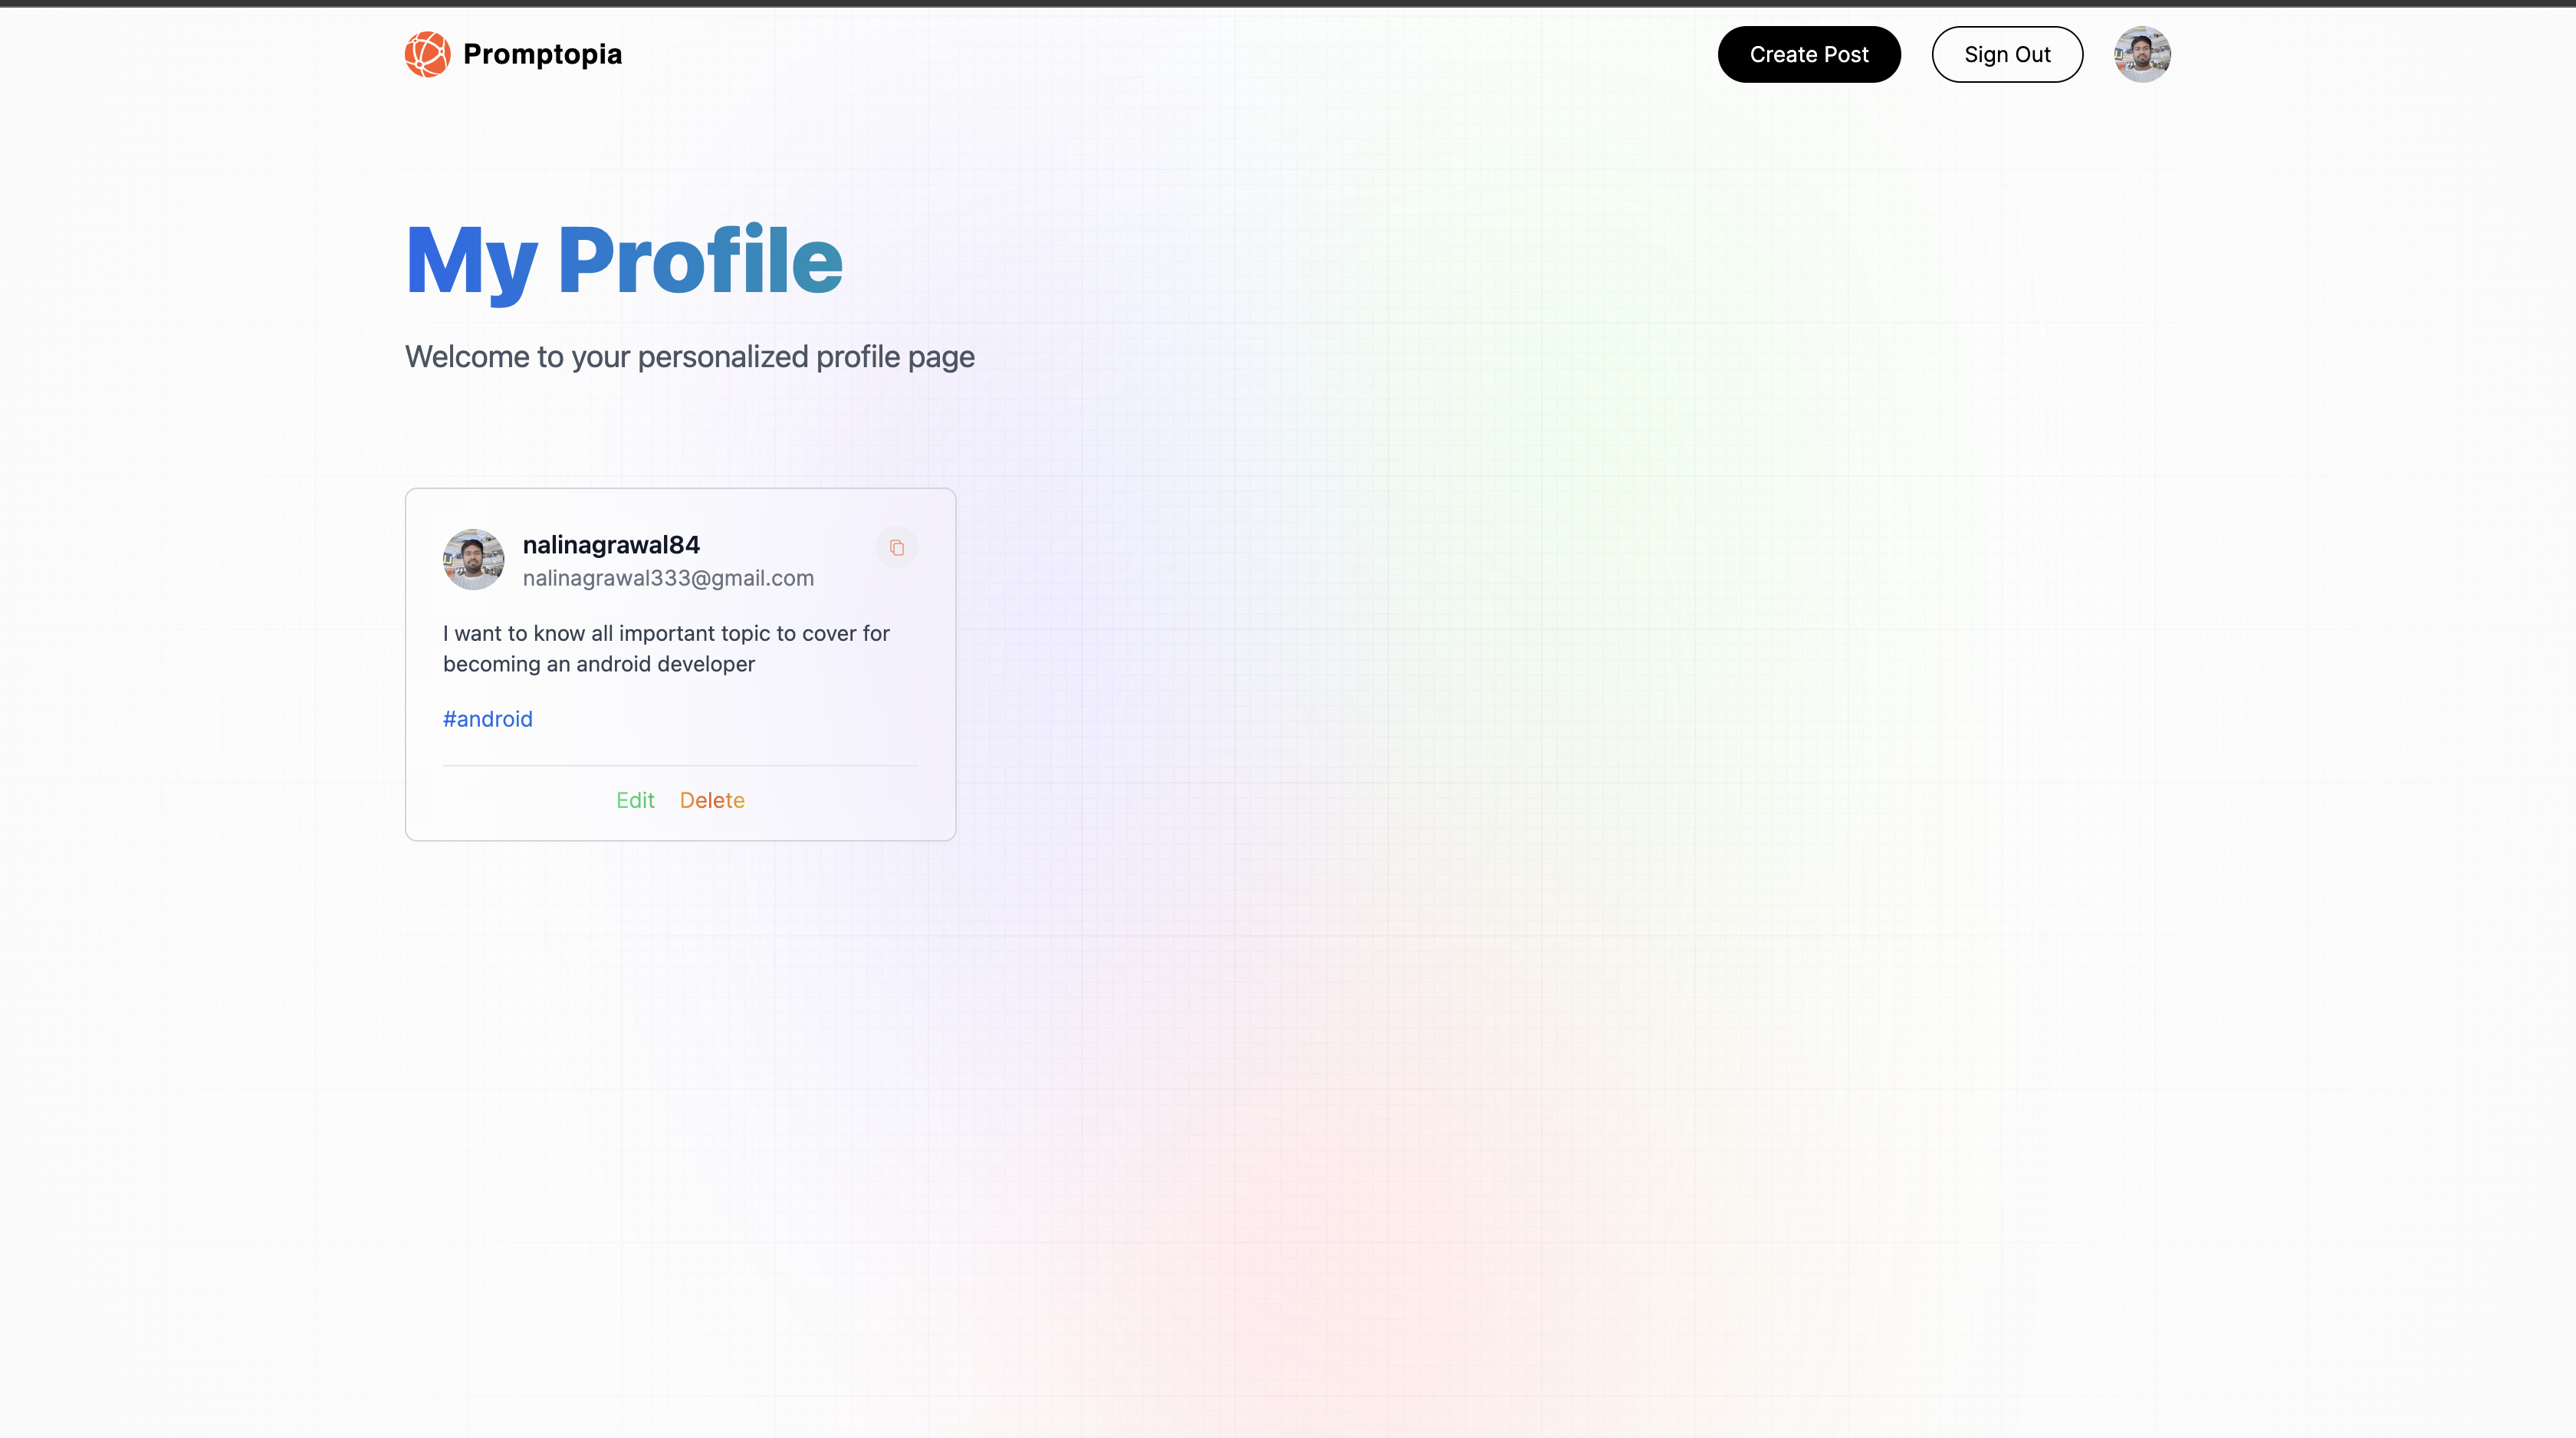 Promptopia
Create Post
Sign Out
My Profile
Welcome to your personalized profile page
nalinagrawal84
nalinagrawal333@gmail.com
I want to know all important topic to cover for
becoming an android developer
#android
Edit Delete